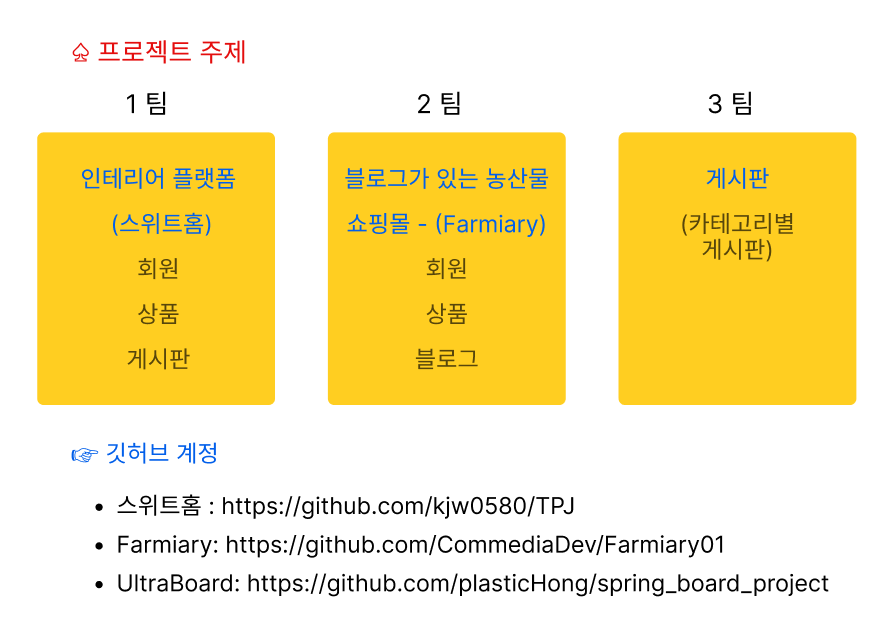 ♤ 프로젝트 주제
1 팀
2 팀
3 팀
인테리어 플랫폼
(스위트홈)
회원
상품
게시판
블로그가 있는 농산물
쇼핑몰 - (Farmiary)
회원
상품
블로그
게시판
(카테고리별
게시판)
☞ 깃허브 계정
• 스위트홈 : https://github.com/kjw0580/TPJ
• Farmiary: https://github.com/CommediaDev/Farmiary01
• UltraBoard: https://github.com/plasticHong/spring_board_project